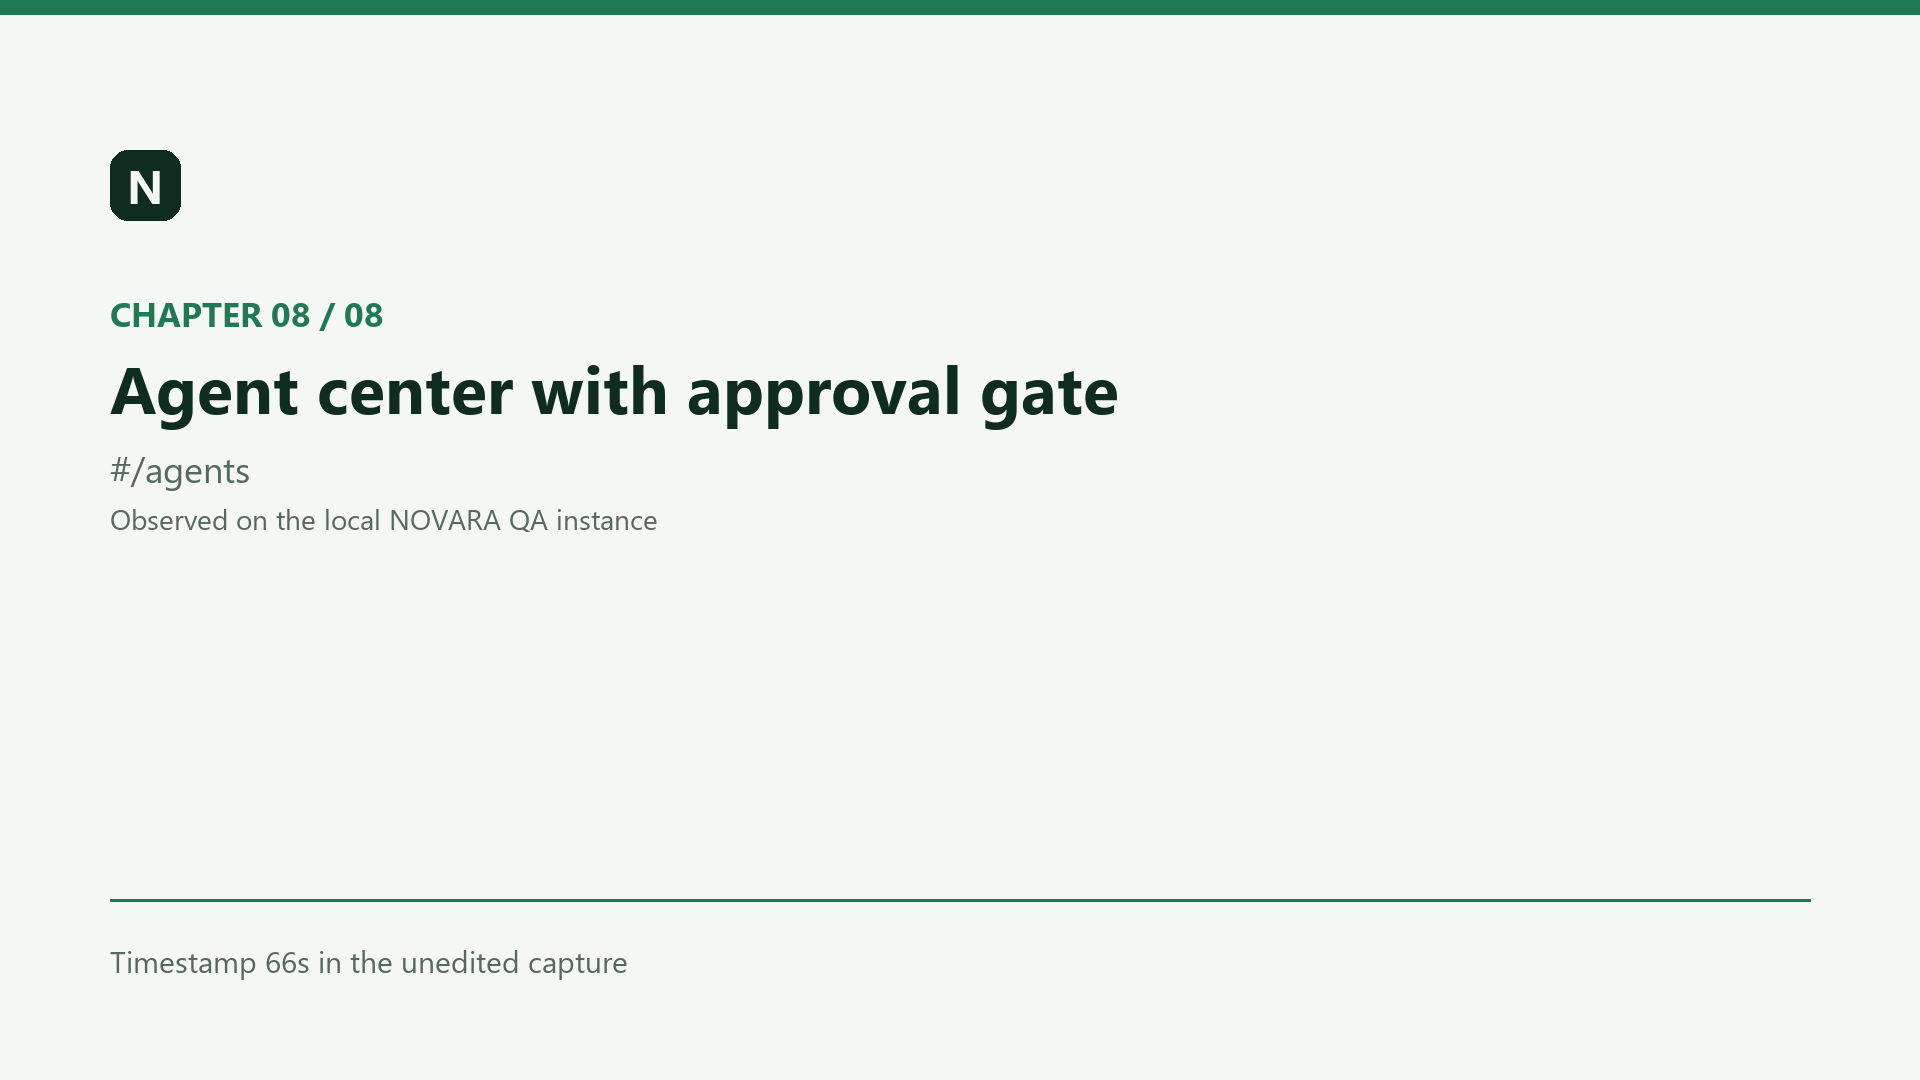 N
CHAPTER 08 / 08
Agent center with approval gate
#/agents
Observed on the local NOVARA QA instance
Timestamp 66s in the unedited capture